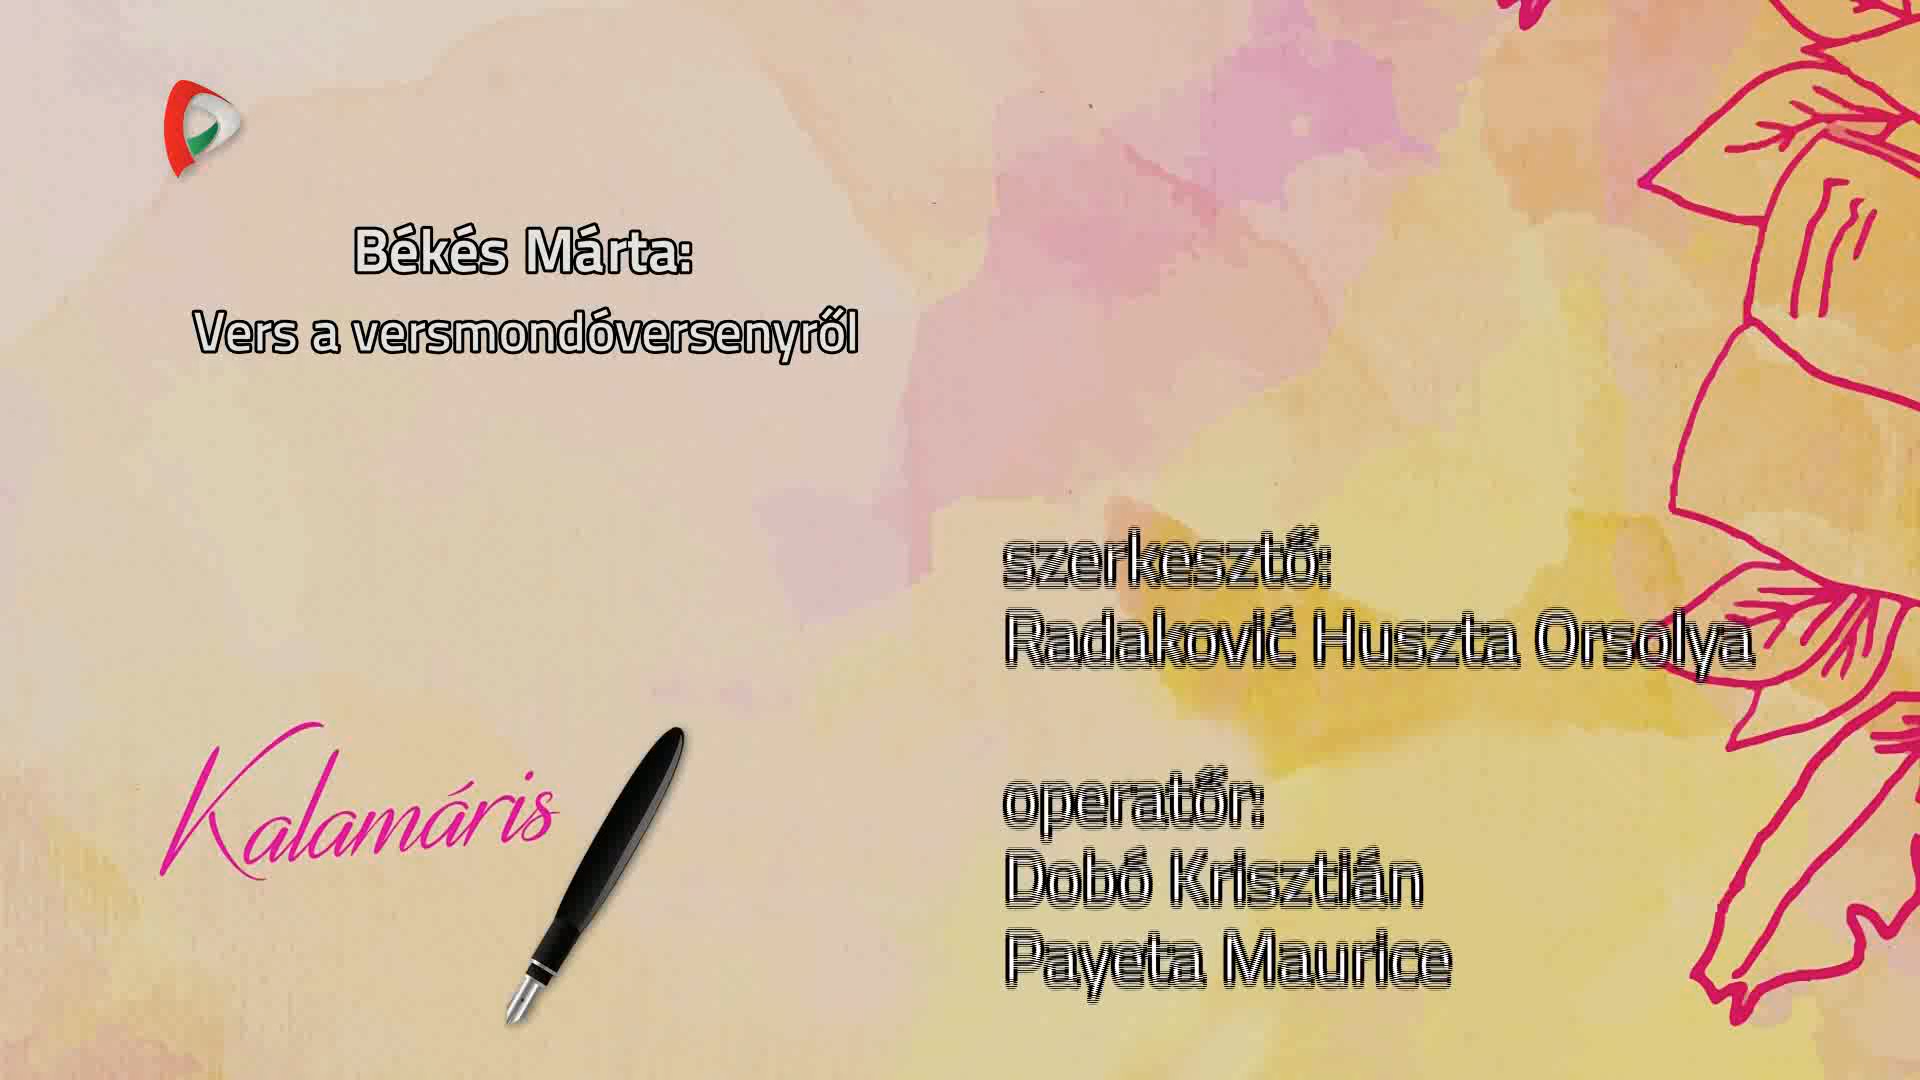 Békés Márta:
Vers a versmondóversenyről
szerkesztő:
Radaković Huszta Orsolya
operatőr:
Dobó Krisztián
Payeta Maurice
Kalamáris